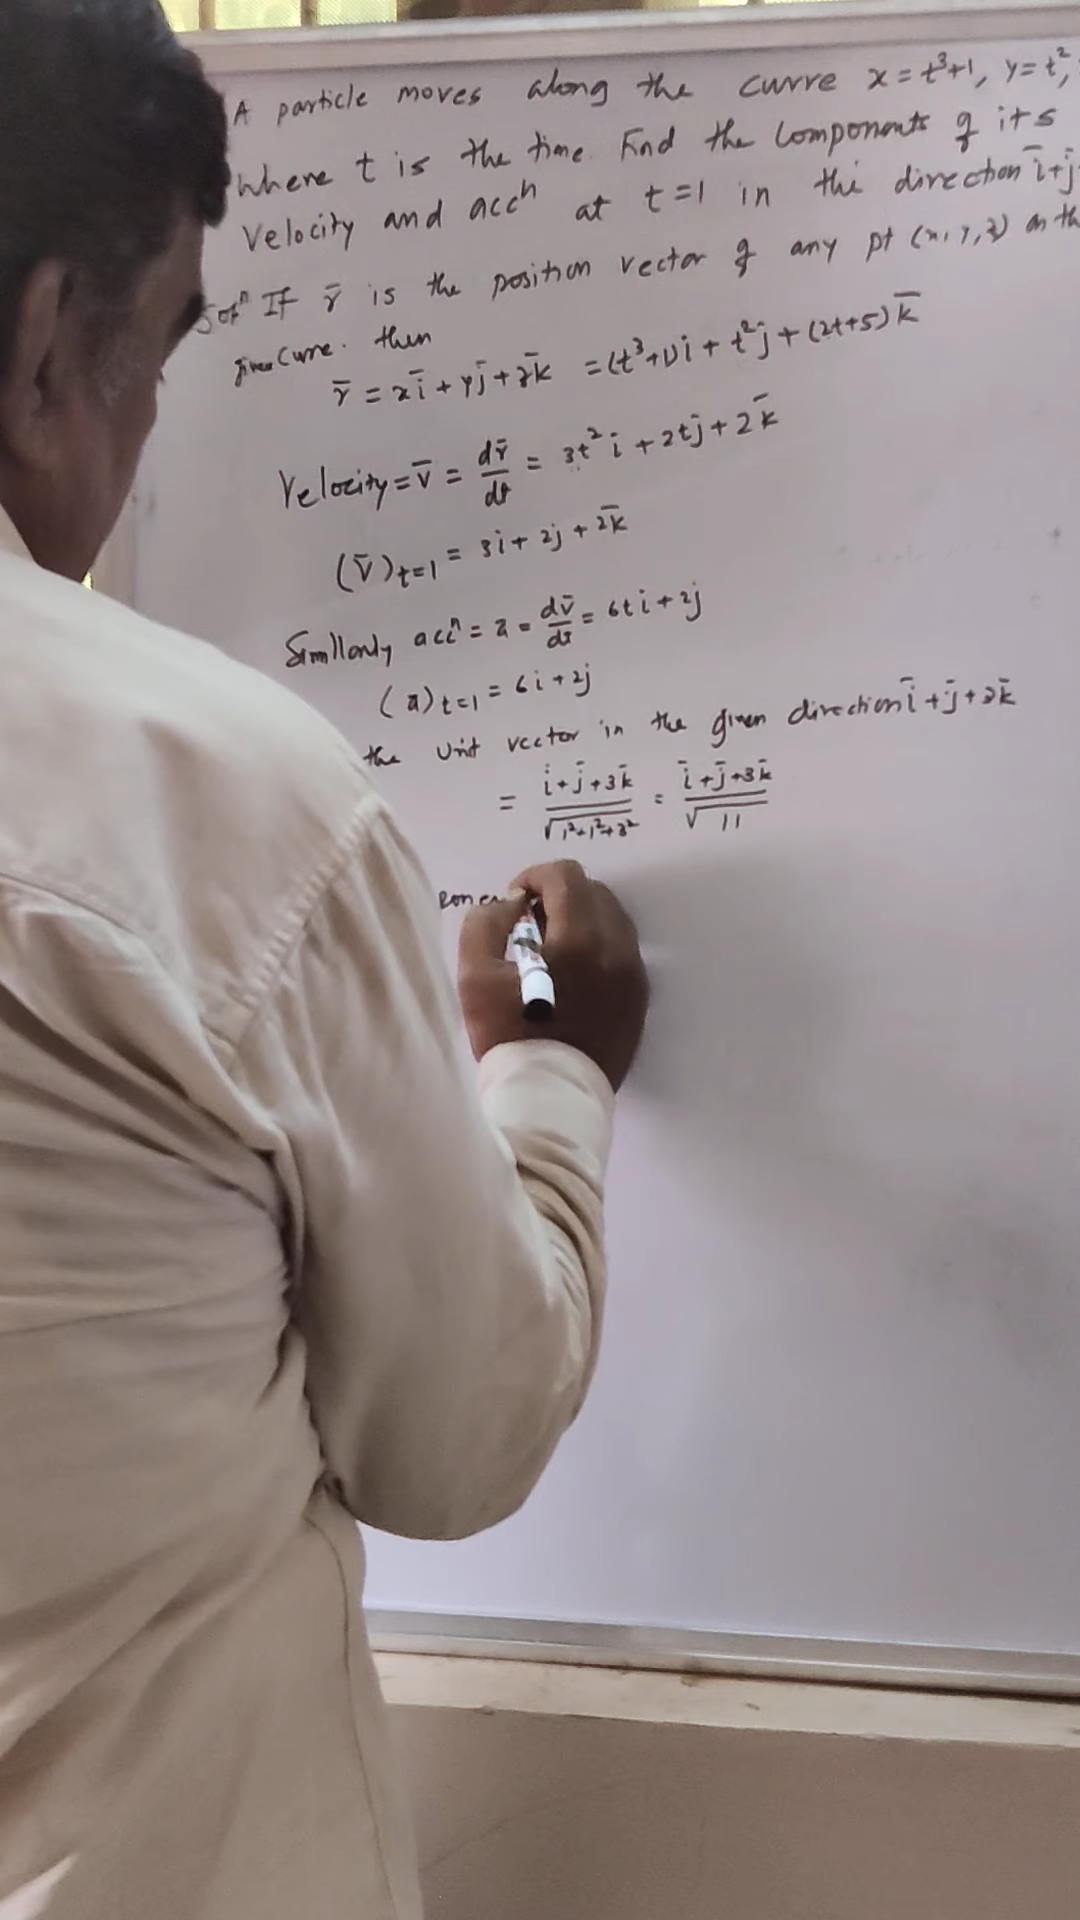 A particle moves along the curve x = t³+1, y = t²,
where t is the time. Find the components of its
velocity and accⁿ at t=1 in the direction i̅+j̅
Solⁿ If r̅ is the position vector of any pt (x, y, z) on th
given curve. then
r̅ = xi̅ + yj̅ + zk̅ = (t³+1)i + t²j + (2t+5)k̅
Velocity = v̅ = dr̅/dt = 3t²i + 2tj + 2k̅
(v̅)t=1 = 3i + 2j + 2k̅
accⁿ = a̅ = dv̅/dt = 6ti + 2j
(a̅)t=1 = 6i + 2j
the unit vector in the given direction i̅ + j̅ + 3k̅
= i̅ + j̅ + 3k̅/√1²+1²+3² = i̅ + j̅ + 3k̅/√11